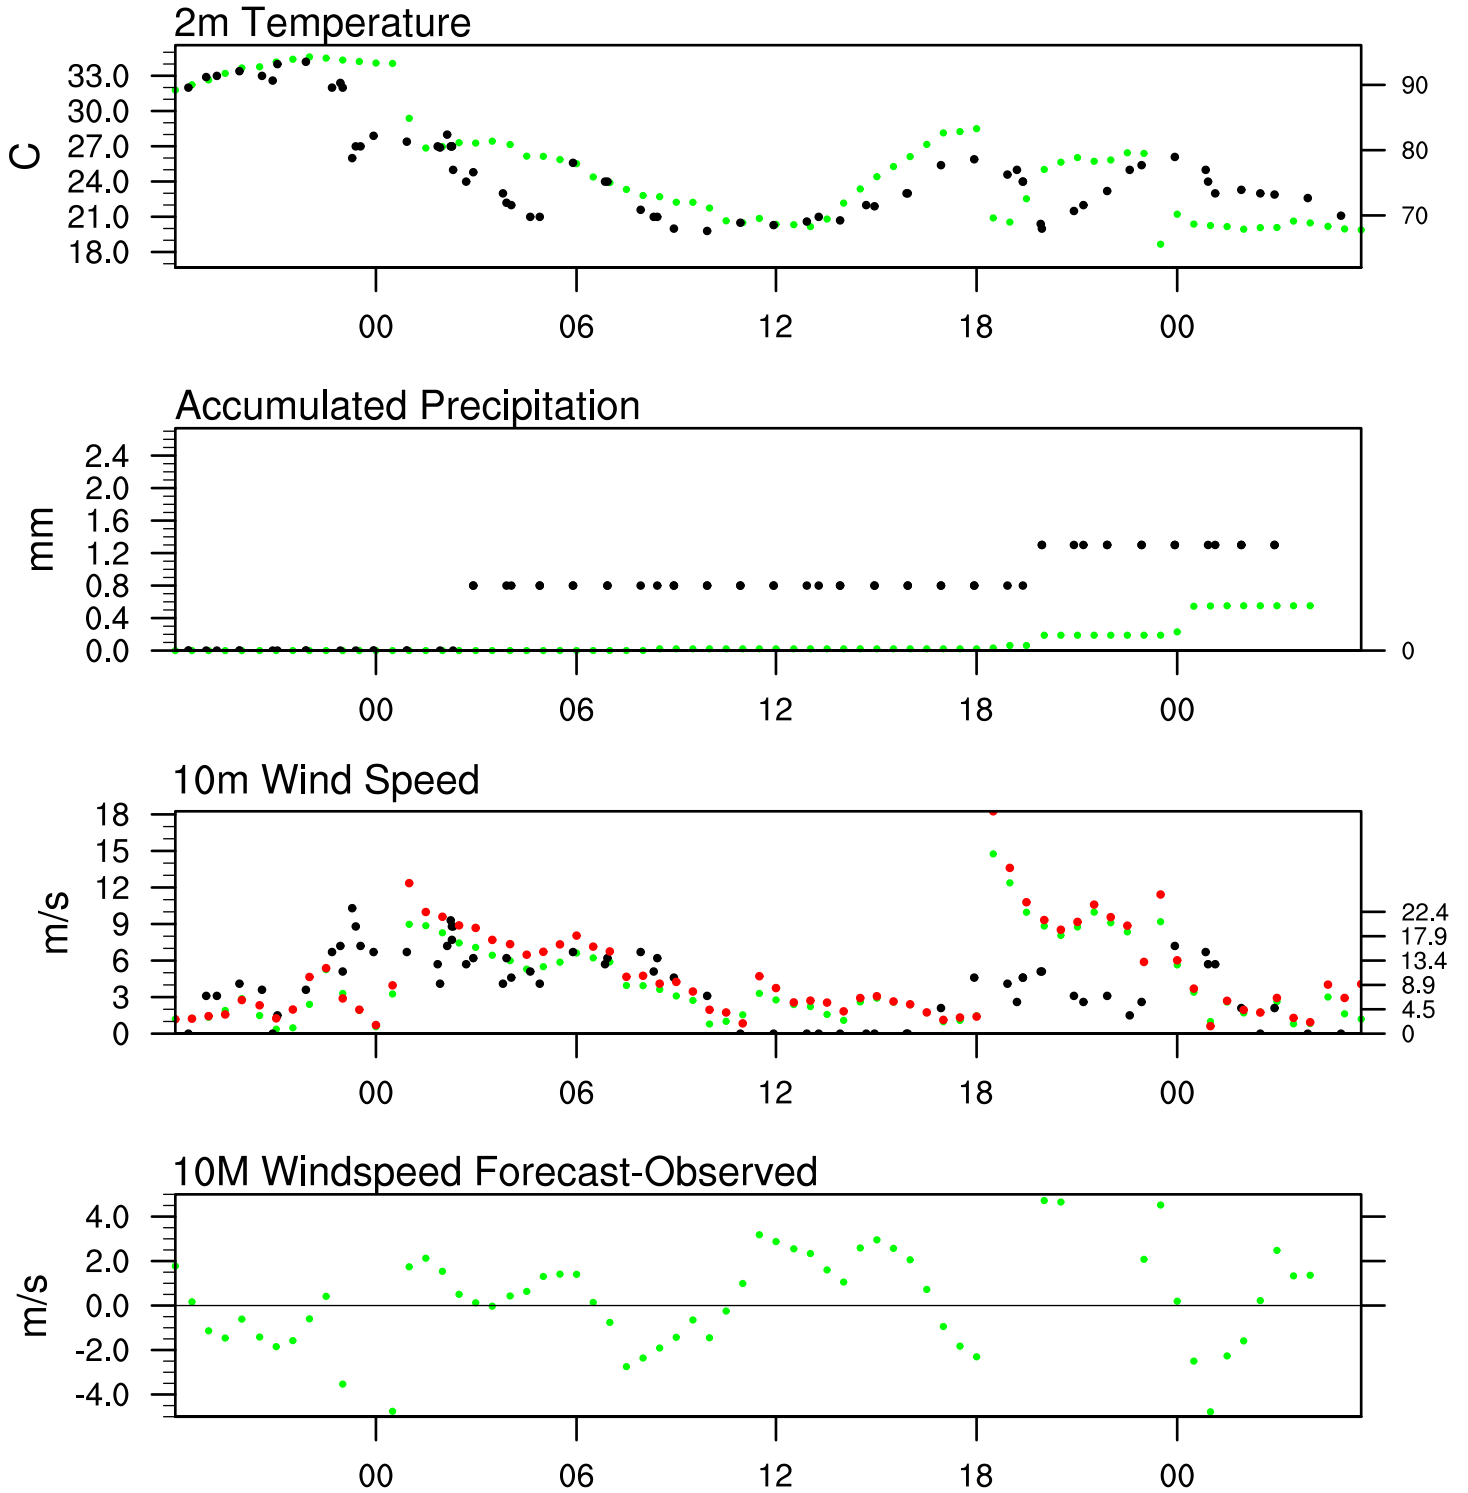 2m Temperature
33.0
30.0
27.0
24.0
21.0
18.0
C
90
80
70
00 06 12 18 00
Accumulated Precipitation
2.4
2.0
1.6
1.2
0.8
0.4
0.0
mm
0
00 06 12 18 00
10m Wind Speed
18
15
12
9
6
3
0
m/s
22.4
17.9
13.4
8.9
4.5
0
00 06 12 18 00
10M Windspeed Forecast-Observed
4.0
2.0
0.0
-2.0
-4.0
m/s
00 06 12 18 00